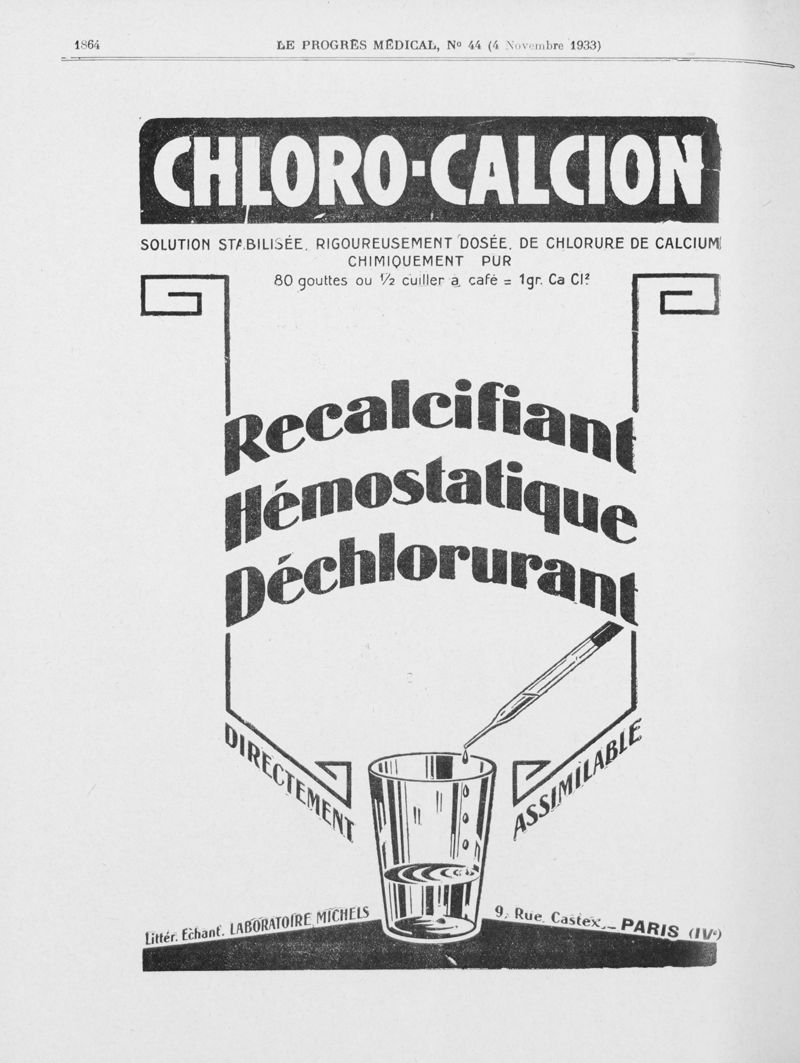 1864
LE PROGRÈS MÉDICAL, Nº 44 (4 Novembre 1933)
CHLORO-CALCION
SOLUTION STABILISÉE, RIGOUREUSEMENT DOSÉE, DE CHLORURE DE CALCIUM
CHIMIQUEMENT PUR
80 gouttes ou ½ cuiller à café = 1gr. Ca Cl²
Recalcifiant
Hémostatique
Déchlorurant
DIRECTEMENT
ASSIMILABLE
Littér. Echant. LABORATOIRE MICHELS
9, Rue. Castex._ PARIS (IVᵉ)